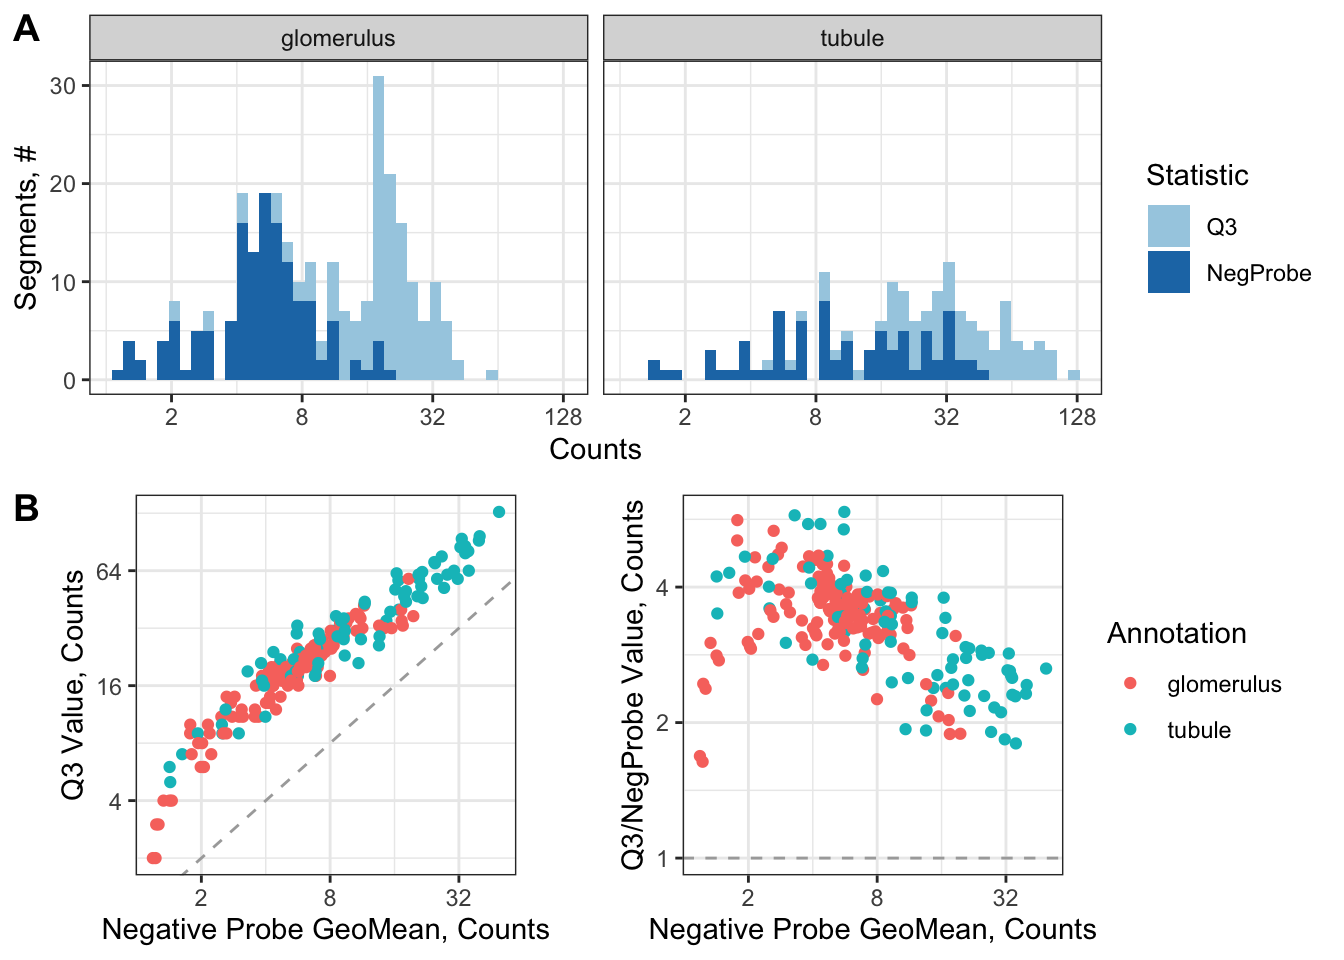 A
glomerulus
tubule
Segments, #
30
20
10
0
2
8
32
128
2
8
32
128
Counts
Statistic
Q3
NegProbe
B
Q3 Value, Counts
64
16
4
2
8
32
Negative Probe GeoMean, Counts
Q3/NegProbe Value, Counts
4
2
1
2
8
32
Negative Probe GeoMean, Counts
Annotation
glomerulus
tubule